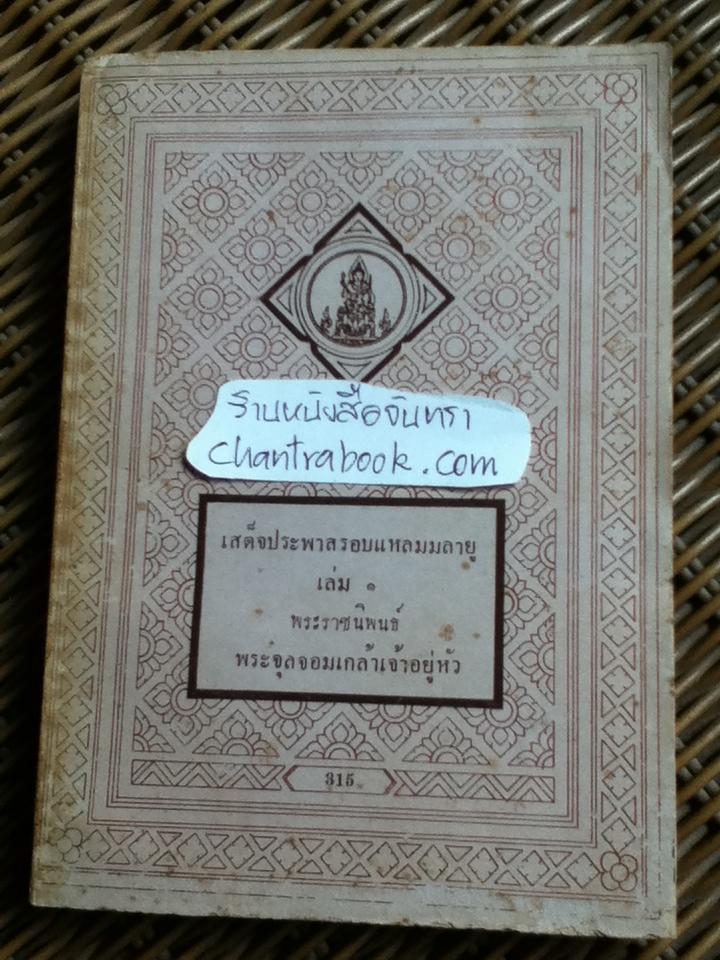 ร้านหนังสือจันทรา
chantrabook.com
เสด็จประพาสรอบแหลมมลายู
เล่ม ๑
พระราชนิพนธ์
พระจุลจอมเกล้าเจ้าอยู่หัว
315